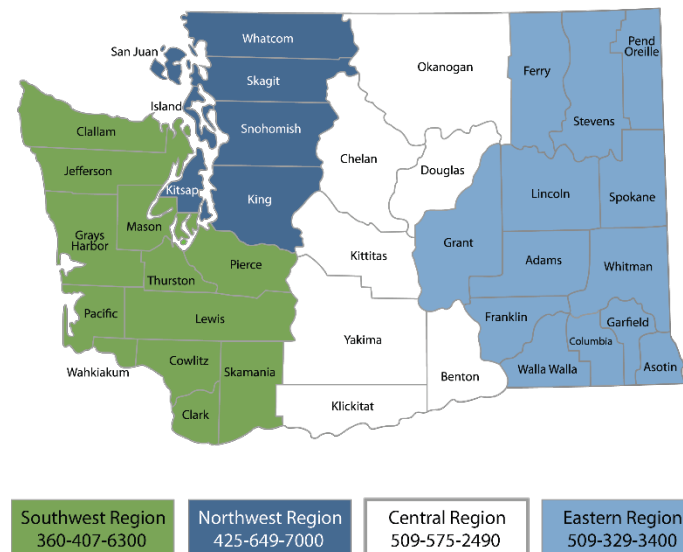 Whatcom
San Juan
Pend
Oreille
Okanogan
Ferry
Skagit
Island
Stevens
Snohomish
Clallam
Chelan
Douglas
Jefferson
Kitsap
King
Lincoln
Spokane
Mason
Grays
Harbor
Grant
Kittitas
Pierce
Adams
Whitman
Thurston
Pacific
Lewis
Franklin
Garfield
Yakima
Columbia
Cowlitz
Wahkiakum
Skamania
Walla Walla
Asotin
Benton
Klickitat
Clark
Southwest Region
360-407-6300
Northwest Region
425-649-7000
Central Region
509-575-2490
Eastern Region
509-329-3400